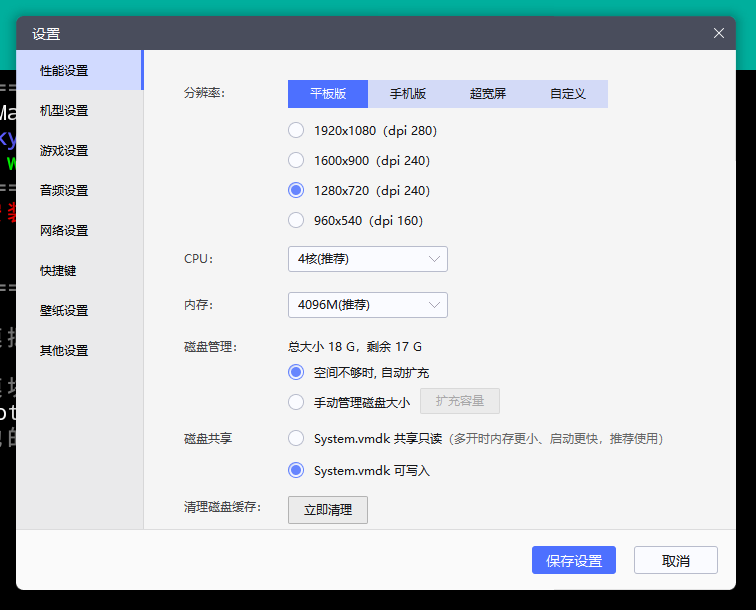 设置
性能设置
机型设置
游戏设置
音频设置
网络设置
快捷键
壁纸设置
其他设置
分辨率:
平板版 手机版 超宽屏 自定义
1920x1080（dpi 280）
1600x900（dpi 240）
1280x720（dpi 240）
960x540（dpi 160）
CPU:
4核(推荐)
内存:
4096M(推荐)
磁盘管理:
总大小 18 G，剩余 17 G
空间不够时, 自动扩充
手动管理磁盘大小 扩充容量
磁盘共享
System.vmdk 共享只读（多开时内存更小、启动更快，推荐使用）
System.vmdk 可写入
清理磁盘缓存:
立即清理
保存设置 取消